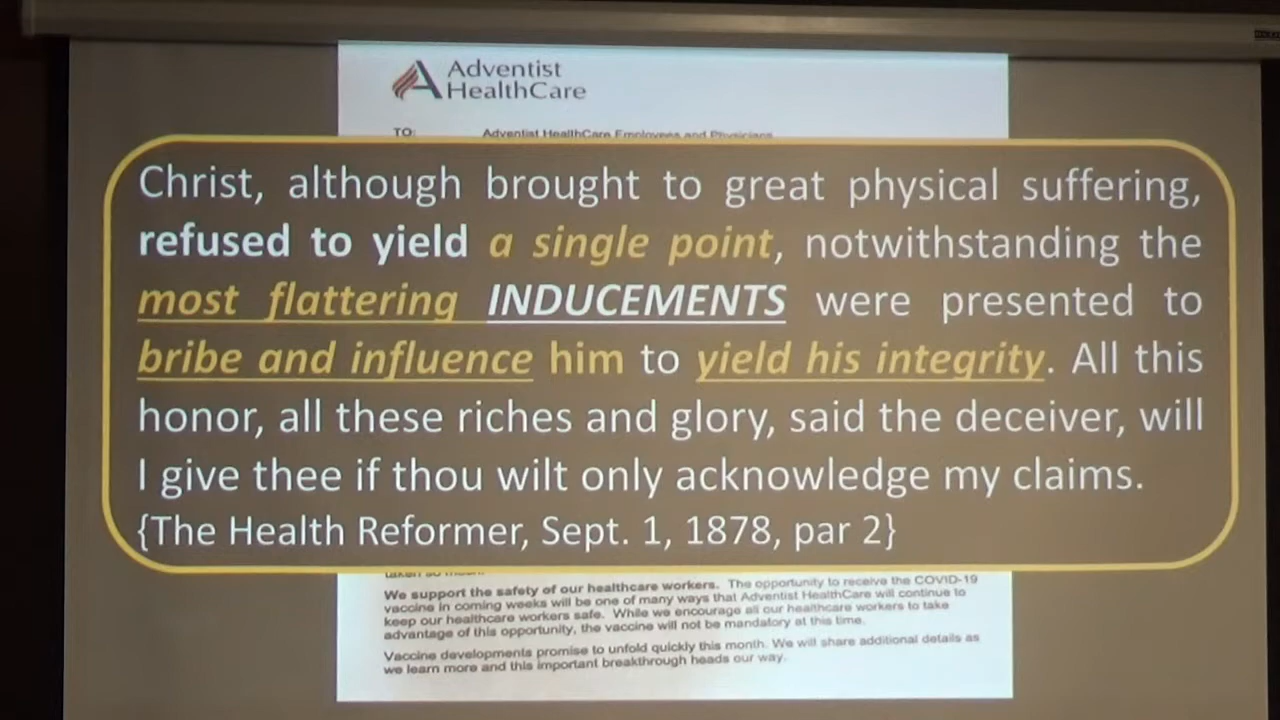 Adventist
HealthCare
TO: Adventist HealthCare Employees and Physicians
Christ, although brought to great physical suffering,
refused to yield a single point, notwithstanding the
most flattering INDUCEMENTS were presented to
bribe and influence him to yield his integrity. All this
honor, all these riches and glory, said the deceiver, will
I give thee if thou wilt only acknowledge my claims.
{The Health Reformer, Sept. 1, 1878, par 2}
We support the safety of our healthcare workers. The opportunity to receive the COVID-19
vaccine in coming weeks will be one of many ways that Adventist HealthCare will continue to
keep our healthcare workers safe. While we encourage all our healthcare workers to take
advantage of this opportunity, the vaccine will not be mandatory at this time.
Vaccine developments promise to unfold quickly this month. We will share additional details as
we learn more and this important breakthrough heads our way.